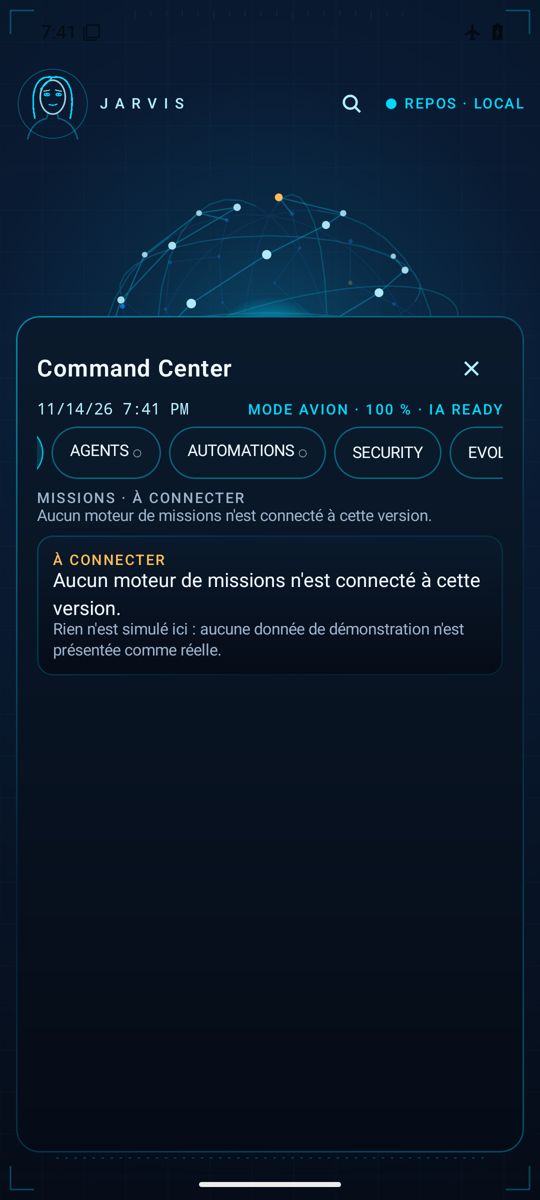 7:41
JARVIS
REPOS · LOCAL
Command Center
11/14/26 7:41 PM
MODE AVION · 100 % · IA READY
AGENTS ○
AUTOMATIONS ○
SECURITY
EVOL
MISSIONS · À CONNECTER
Aucun moteur de missions n'est connecté à cette version.
À CONNECTER
Aucun moteur de missions n'est connecté à cette
version.
Rien n'est simulé ici : aucune donnée de démonstration n'est
présentée comme réelle.